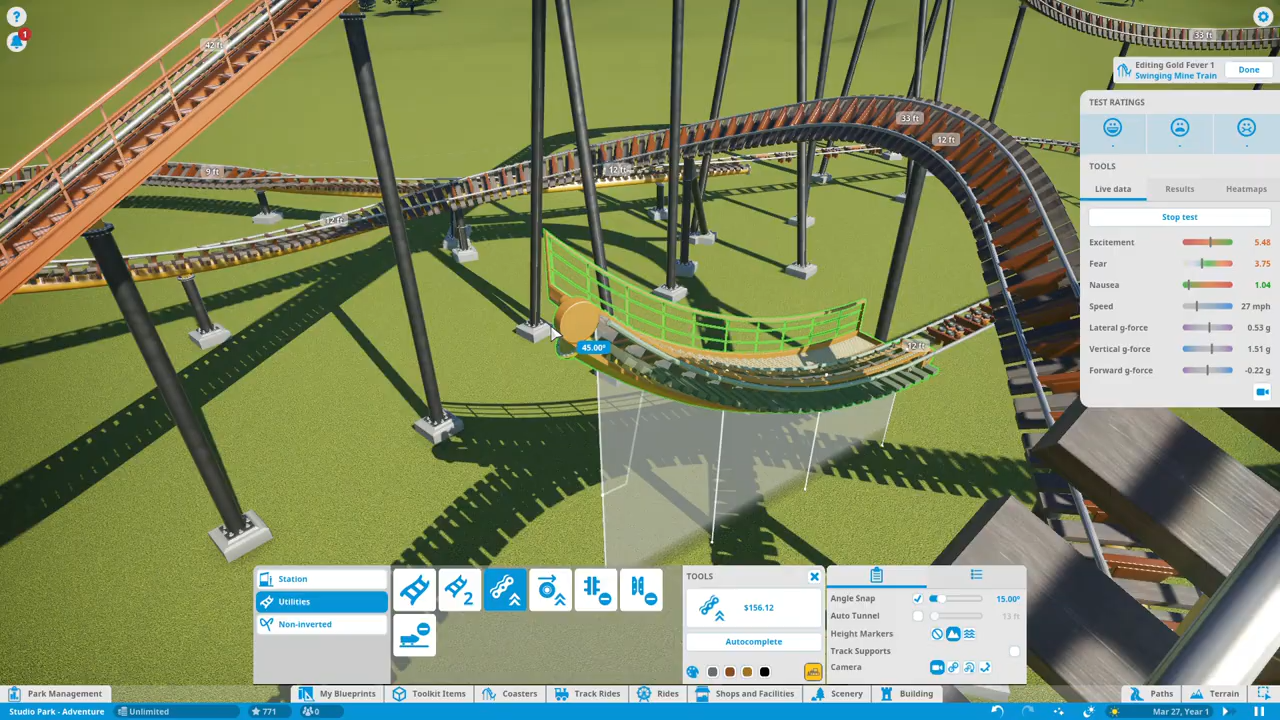 ?
1
42 ft
33 ft
Editing Gold Fever 1
Swinging Mine Train
Done
TEST RATINGS
-
-
-
TOOLS
Live data
Results
Heatmaps
Stop test
Excitement
5.48
Fear
3.75
Nausea
1.04
Speed
27 mph
Lateral g-force
0.53 g
Vertical g-force
1.51 g
Forward g-force
-0.22 g
33 ft
12 ft
12 ft
9 ft
12 ft
45.00°
12 ft
Station
Utilities
Non-inverted
2
TOOLS
$156.12
Autocomplete
Angle Snap
15.00°
Auto Tunnel
13 ft
Height Markers
Track Supports
Camera
Park Management
My Blueprints
Toolkit Items
Coasters
Track Rides
Rides
Shops and Facilities
Scenery
Building
Paths
Terrain
Studio Park - Adventure
Unlimited
771
0
Mar 27, Year 1